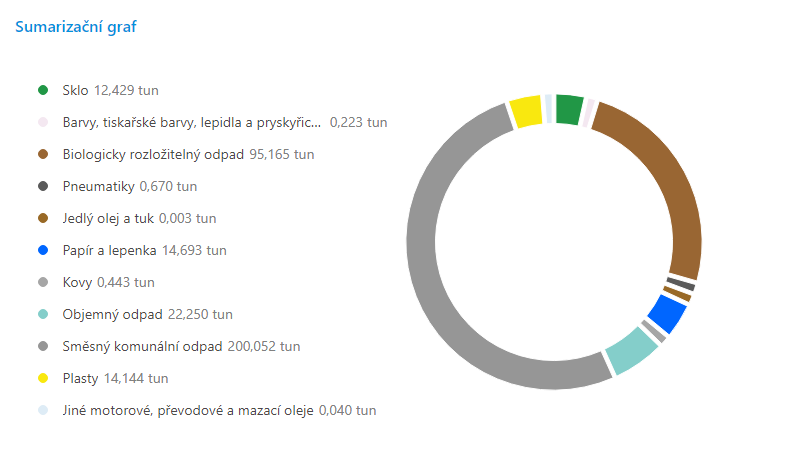 Sumarizační graf
Sklo 12,429 tun
Barvy, tiskařské barvy, lepidla a pryskyřic... 0,223 tun
Biologicky rozložitelný odpad 95,165 tun
Pneumatiky 0,670 tun
Jedlý olej a tuk 0,003 tun
Papír a lepenka 14,693 tun
Kovy 0,443 tun
Objemný odpad 22,250 tun
Směsný komunální odpad 200,052 tun
Plasty 14,144 tun
Jiné motorové, převodové a mazací oleje 0,040 tun